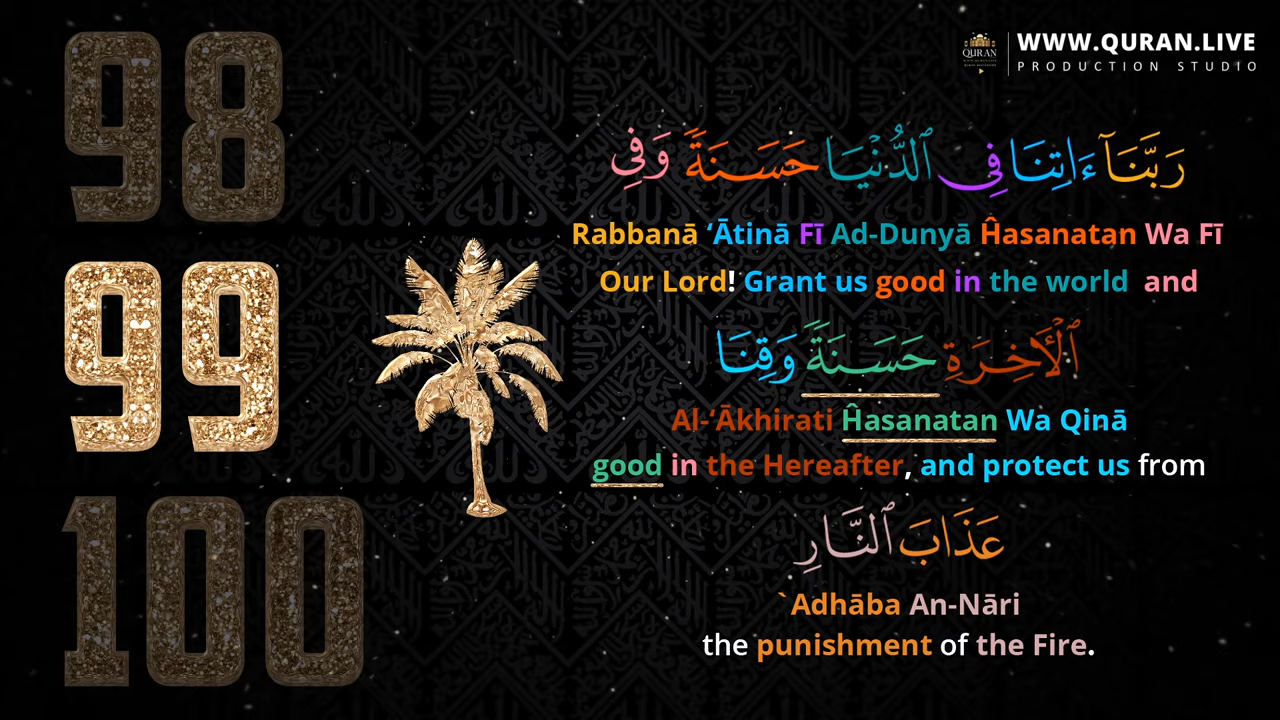 98
99
100
QURAN
WWW.QURAN.LIVE
PRODUCTION STUDIO
رَبَّنَآ ءَاتِنَا فِى ٱلدُّنْيَا حَسَنَةً وَفِى
Rabbanā ‘Ātinā Fī Ad-Dunyā Ĥasanatan Wa Fī
Our Lord! Grant us good in the world and
ٱلْأَخِرَةِ حَسَنَةً وَقِنَا
Al-‘Ākhirati Ĥasanatan Wa Qinā
good in the Hereafter, and protect us from
عَذَابَ ٱلنَّارِ
`Adhāba An-Nāri
the punishment of the Fire.